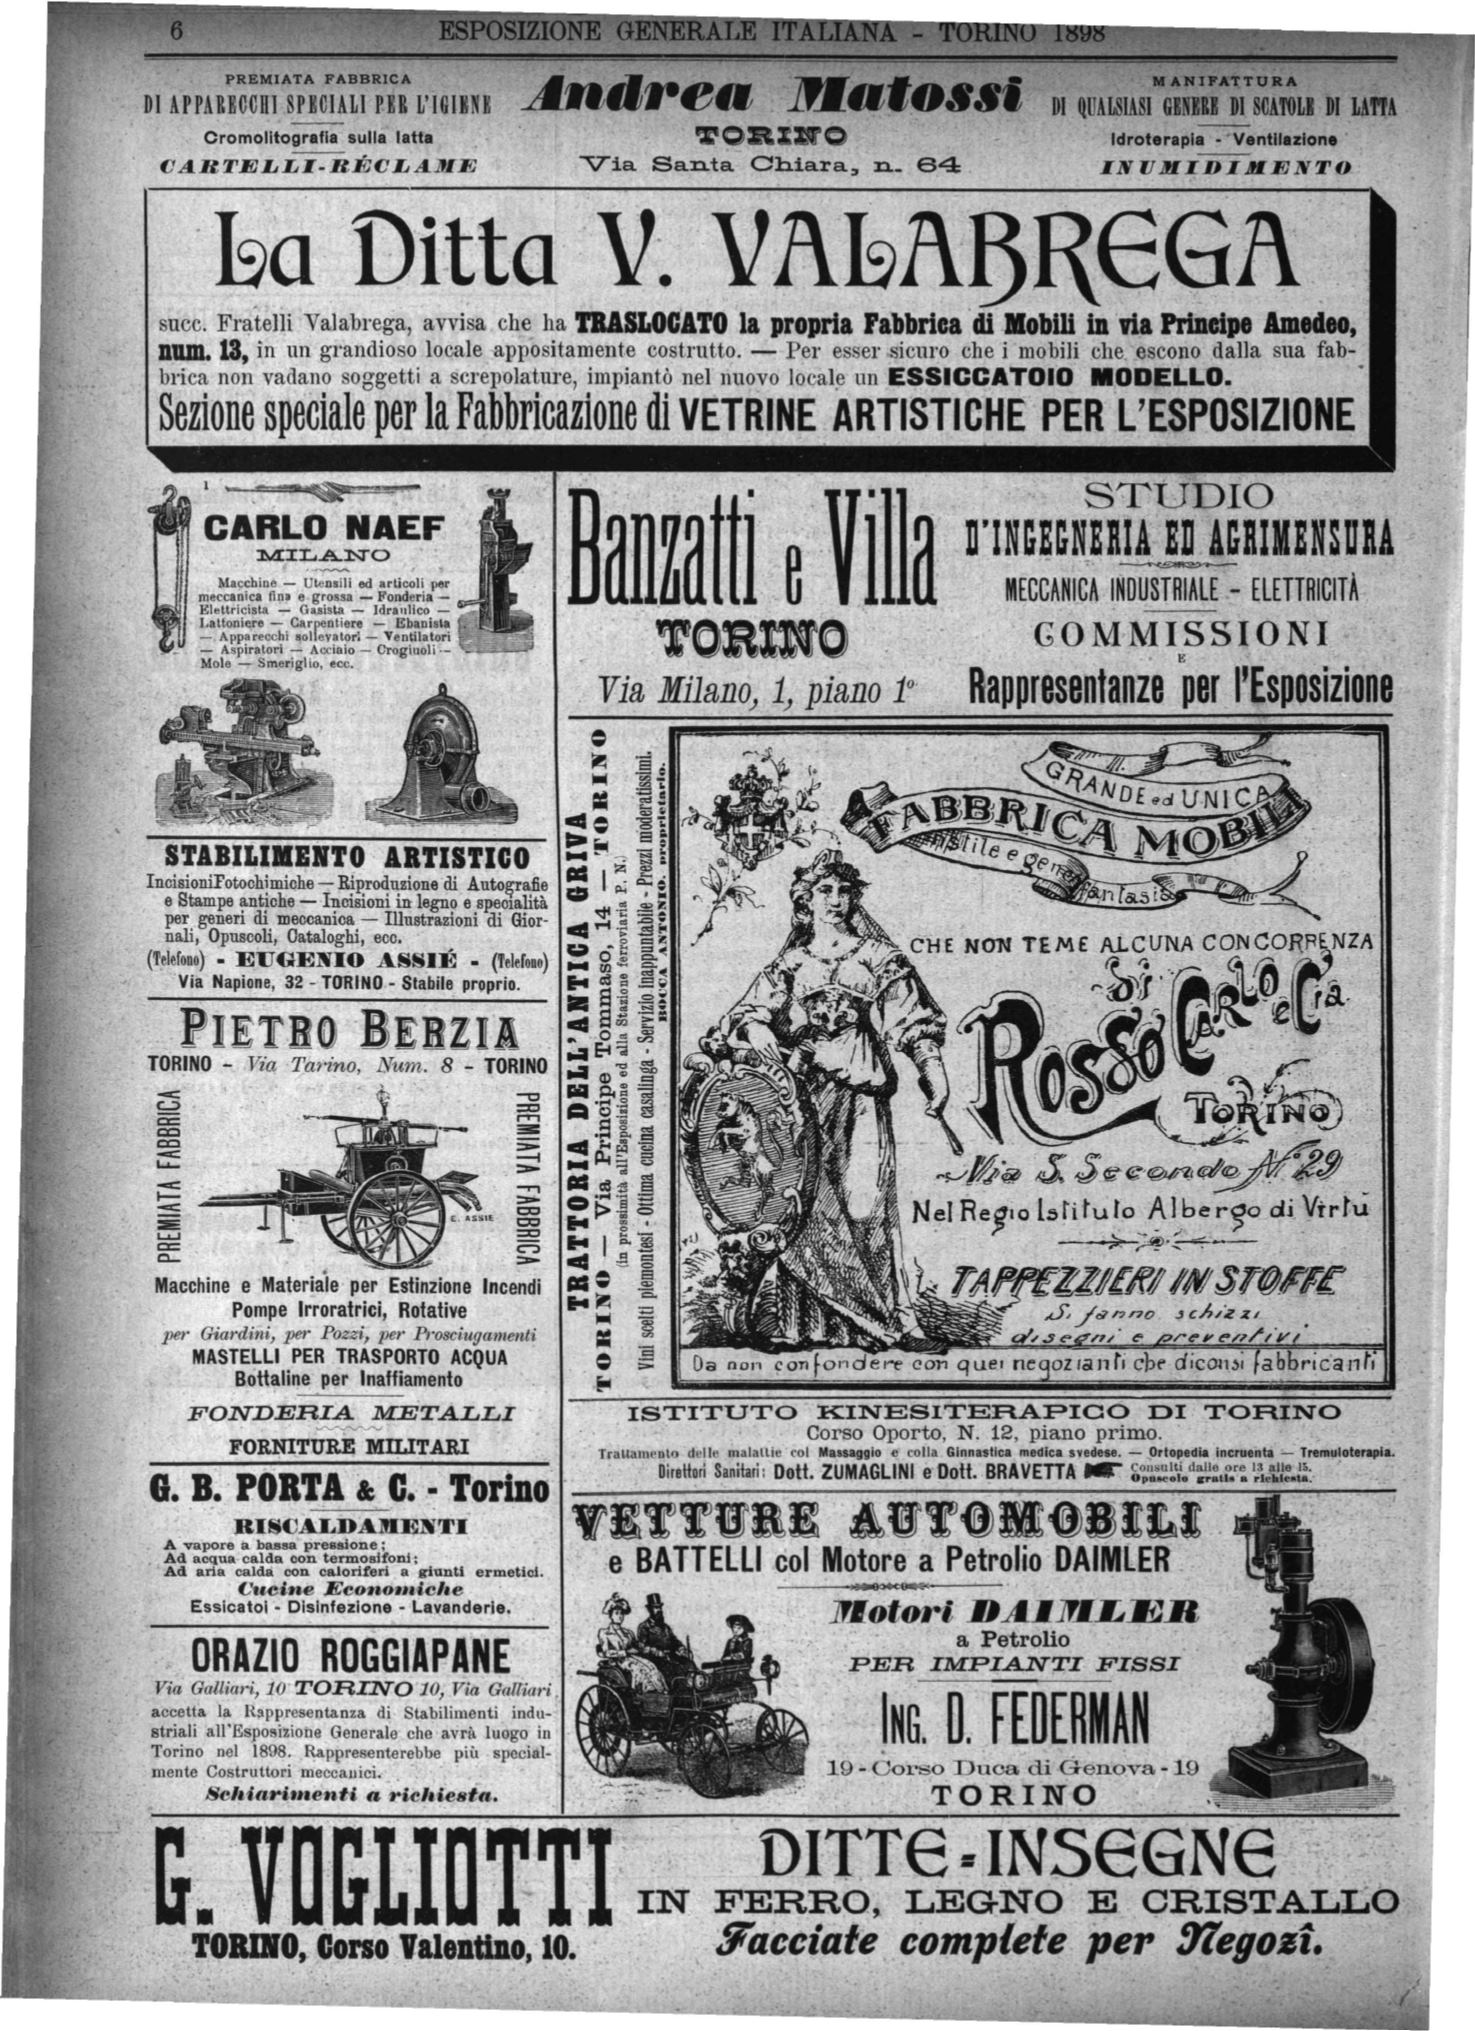 6
ESPOSIZIONE GENERALE ITALIANA - TORINO 1898
PREMIATA FABBRICA
DI APPARECCHI SPECIALI PER L'IGIENE
Cromolitografia sulla latta
CARTELLI-RÉCLAME
Andrea Matossi
TORINO
Via Santa Chiara, n. 64
MANIFATTURA
DI QUALSIASI GENERE DI SCATOLE DI LATTA
Idroterapia - Ventilazione
INUMIDIMENTO
La Ditta V. VALABREGA
succ. Fratelli Valabrega, avvisa che ha TRASLOCATO la propria Fabbrica di Mobili in via Principe Amedeo,
num. 13, in un grandioso locale appositamente costrutto. — Per esser sicuro che i mobili che escono dalla sua fab-
brica non vadano soggetti a screpolature, impiantò nel nuovo locale un ESSICCATOIO MODELLO.
Sezione speciale per la Fabbricazione di VETRINE ARTISTICHE PER L'ESPOSIZIONE
CARLO NAEF
MILANO
Macchine — Utensili ed articoli per
meccanica fina e grossa — Fonderia —
Elettricista — Gasista — Idraulico —
Lattoniere — Carpentiere — Ebanista
— Apparecchi sollevatori — Ventilatori
— Aspiratori — Acciaio — Crogiuoli —
Mole — Smeriglio, ecc.
STABILIMENTO ARTISTICO
IncisioniFotochimiche — Riproduzione di Autografie
e Stampe antiche — Incisioni in legno e specialità
per generi di meccanica — Illustrazioni di Gior-
nali, Opuscoli, Cataloghi, ecc.
(Telefono) - EUGENIO ASSIÉ - (Telefono)
Via Napione, 32 - TORINO - Stabile proprio.
PIETRO BERZIA
TORINO - Via Tarino, Num. 8 - TORINO
PREMIATA FABBRICA
PREMIATA FABBRICA
E. ASSIE
Macchine e Materiale per Estinzione Incendi
Pompe Irroratrici, Rotative
per Giardini, per Pozzi, per Prosciugamenti
MASTELLI PER TRASPORTO ACQUA
Bottaline per Inaffiamento
FONDERIA METALLI
FORNITURE MILITARI
G. B. PORTA & C. - Torino
RISCALDAMENTI
A vapore a bassa pressione;
Ad acqua calda con termosifoni;
Ad aria calda con caloriferi a giunti ermetici.
Cucine Economiche
Essicatoi - Disinfezione - Lavanderie.
ORAZIO ROGGIAPANE
Via Galliari, 10 TORINO 10, Via Galliari
accetta la Rappresentanza di Stabilimenti indu-
striali all'Esposizione Generale che avrà luogo in
Torino nel 1898. Rappresenterebbe più special-
mente Costruttori meccanici.
Schiarimenti a richiesta.
Banzatti e Villa
TORINO
Via Milano, 1, piano 1º
STUDIO
D'INGEGNERIA ED AGRIMENSURA
MECCANICA INDUSTRIALE - ELETTRICITÀ
COMMISSIONI
E
Rappresentanze per l'Esposizione
TRATTORIA DELL'ANTICA GRIVA
TORINO — Via Principe Tommaso, 14 — TORINO
(in prossimità all'Esposizione ed alla Stazione ferroviaria P. N.)
Vini scelti piemontesi - Ottima cucina casalinga - Servizio inappuntabile - Prezzi moderatissimi.
BOCCA ANTONIO, proprietario.
GRANDE ed UNICA
FABBRICA MOBILI
stile e genere
fantasia
CHE NON TEME ALCUNA CONCORRENZA
di
ROSSO CARLO e Cia
TORINO
Via S. Secondo Nº 29
Nel Regio Istituto Albergo di Virtù
TAPPEZZIERI IN STOFFE
Si fanno schizzi
disegni e preventivi
Da non confondere con quei negozianti che diconsi fabbricanti
ISTITUTO KINESITERAPICO DI TORINO
Corso Oporto, N. 12, piano primo.
Trattamento delle malattie col Massaggio e colla Ginnastica medica svedese. — Ortopedia incruenta — Tremuloterapia.
Direttori Sanitari: Dott. ZUMAGLINI e Dott. BRAVETTA
Consulti dalle ore 13 alle 15.
Opuscolo gratis a richiesta.
VETTURE AUTOMOBILI
e BATTELLI col Motore a Petrolio DAIMLER
Motori DAIMLER
a Petrolio
PER IMPIANTI FISSI
ING. D. FEDERMAN
19 - Corso Duca di Genova - 19
TORINO
G. VOGLIOTTI
TORINO, Corso Valentino, 10.
DITTE=INSEGNE
IN FERRO, LEGNO E CRISTALLO
Facciate complete per Negozî.